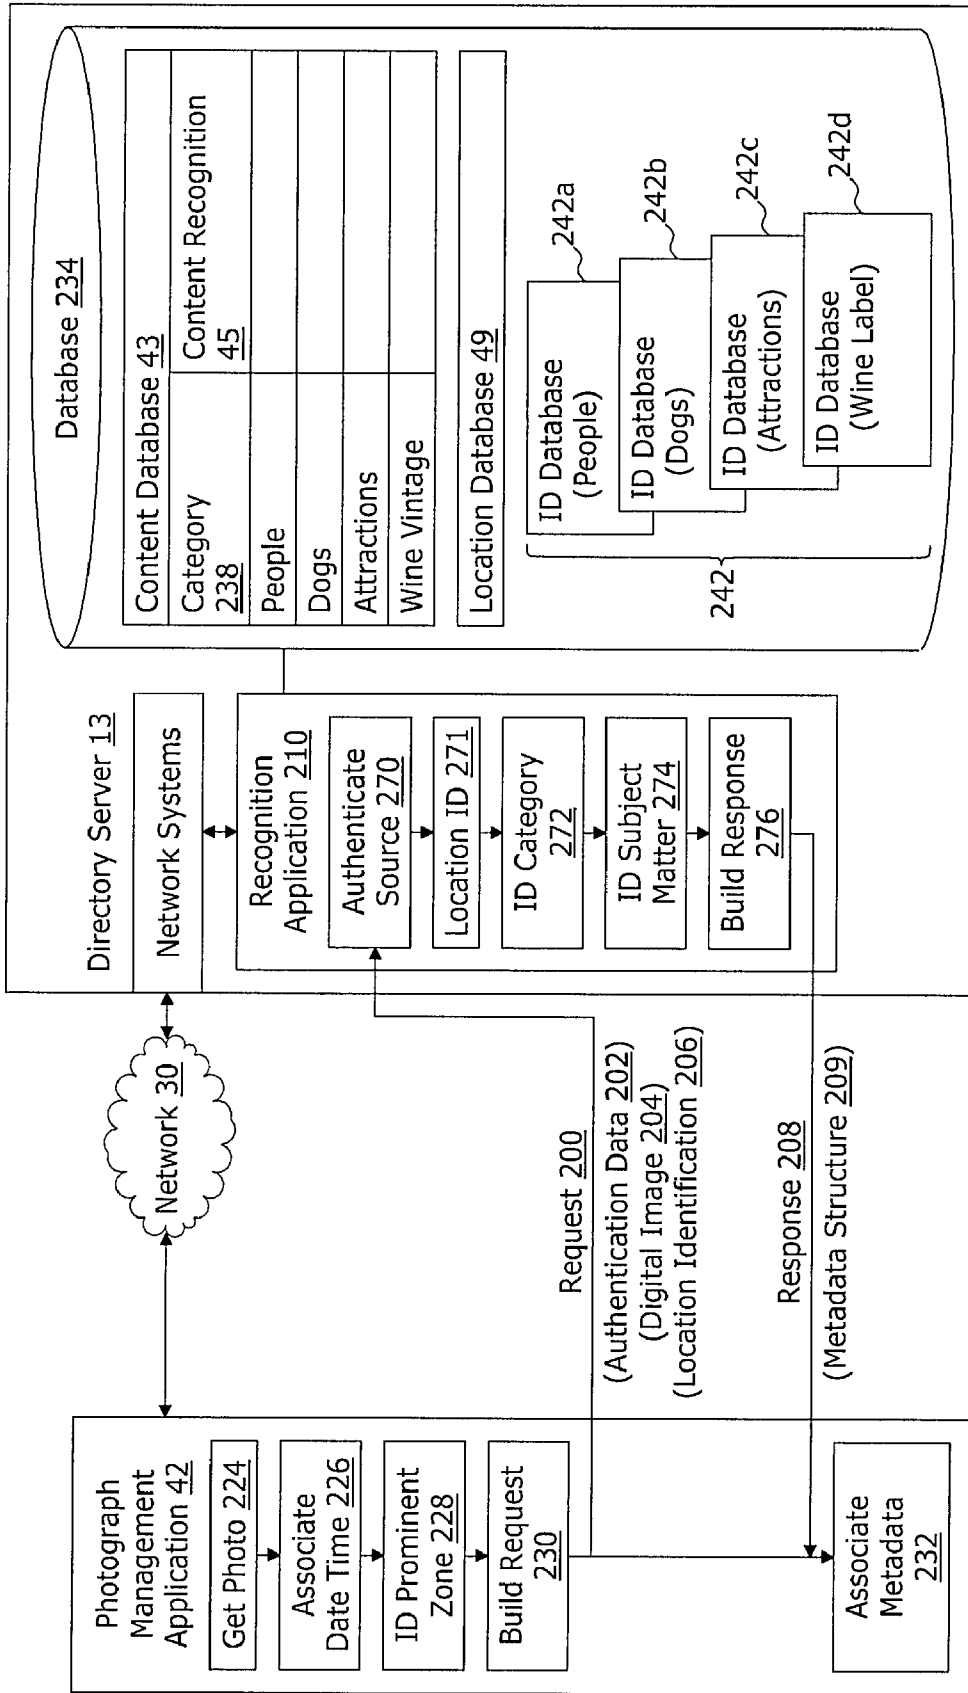 Photograph
Management
Application 42
Get Photo 224
Associate
Date Time 226
ID Prominent
Zone 228
Build Request
230
Associate
Metadata
232
Network 30
Request 200
(Authentication Data 202)
(Digital Image 204)
(Location Identification 206)
Response 208
(Metadata Structure 209)
Directory Server 13
Network Systems
Recognition
Application 210
Authenticate
Source 270
Location ID 271
ID Category
272
ID Subject
Matter 274
Build Response
276
Database 234
Content Database 43
Category
238
Content Recognition
45
People
Dogs
Attractions
Wine Vintage
Location Database 49
ID Database
(People)
242a
ID Database
(Dogs)
242b
ID Database
(Attractions)
242c
ID Database
(Wine Label)
242d
242